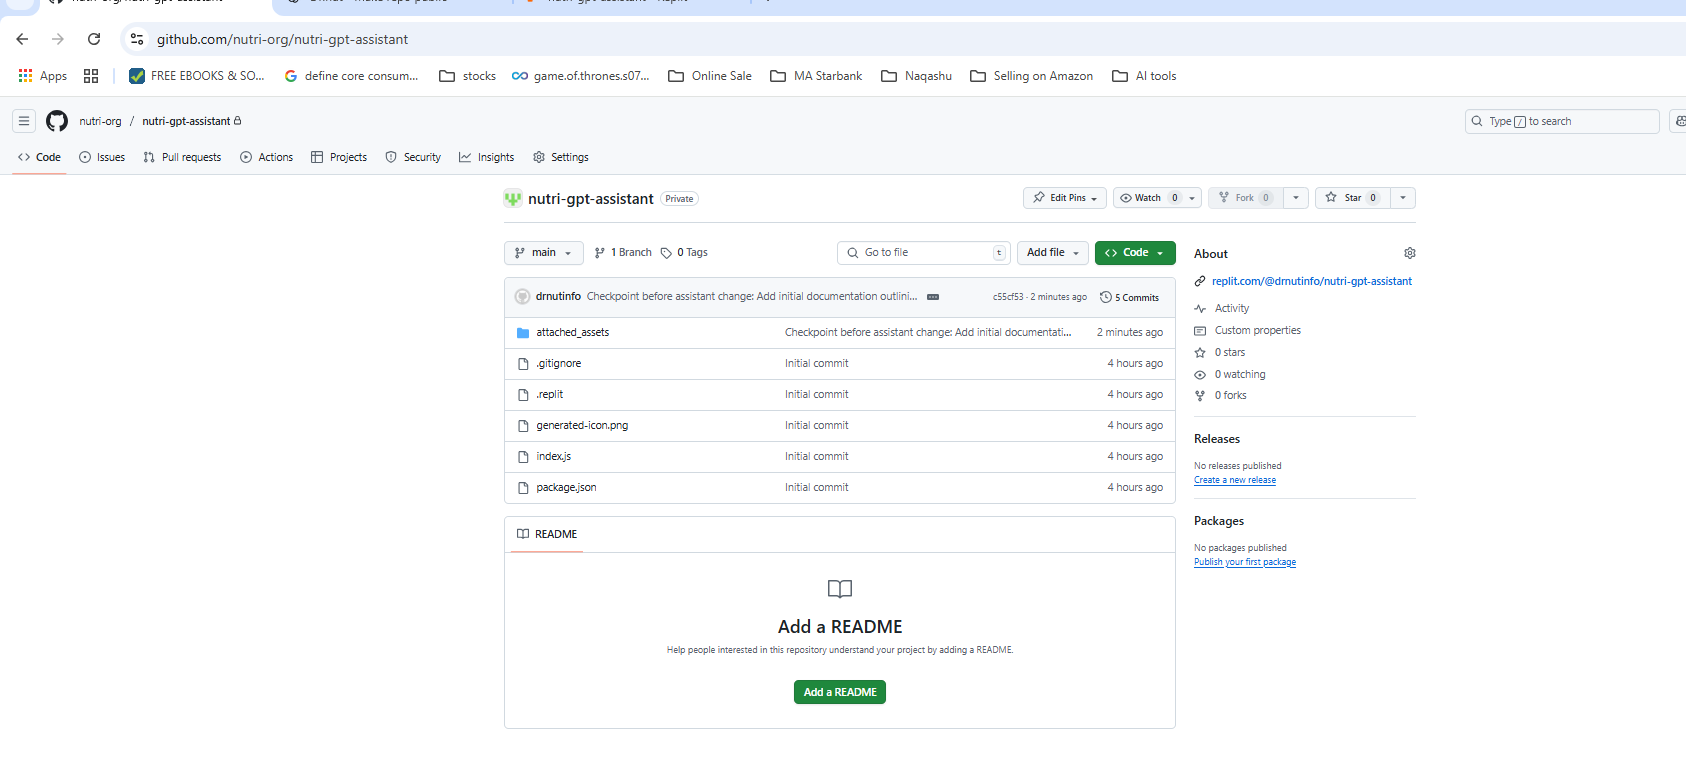 github.com/nutri-org/nutri-gpt-assistant
Apps
FREE EBOOKS & SO...
define core consum...
stocks
game.of.thrones.s07...
Online Sale
MA Starbank
Naqashu
Selling on Amazon
AI tools
nutri-org / nutri-gpt-assistant
Type / to search
Code
Issues
Pull requests
Actions
Projects
Security
Insights
Settings
nutri-gpt-assistant Private
Edit Pins
Watch 0
Fork 0
Star 0
main
1 Branch
0 Tags
Go to file t
Add file
Code
drnutinfo Checkpoint before assistant change: Add initial documentation outlini... c55cf53 · 2 minutes ago 5 Commits
attached_assets Checkpoint before assistant change: Add initial documentati... 2 minutes ago
.gitignore Initial commit 4 hours ago
.replit Initial commit 4 hours ago
generated-icon.png Initial commit 4 hours ago
index.js Initial commit 4 hours ago
package.json Initial commit 4 hours ago
README
Add a README
Help people interested in this repository understand your project by adding a README.
Add a README
About
replit.com/@drnutinfo/nutri-gpt-assistant
Activity
Custom properties
0 stars
0 watching
0 forks
Releases
No releases published
Create a new release
Packages
No packages published
Publish your first package